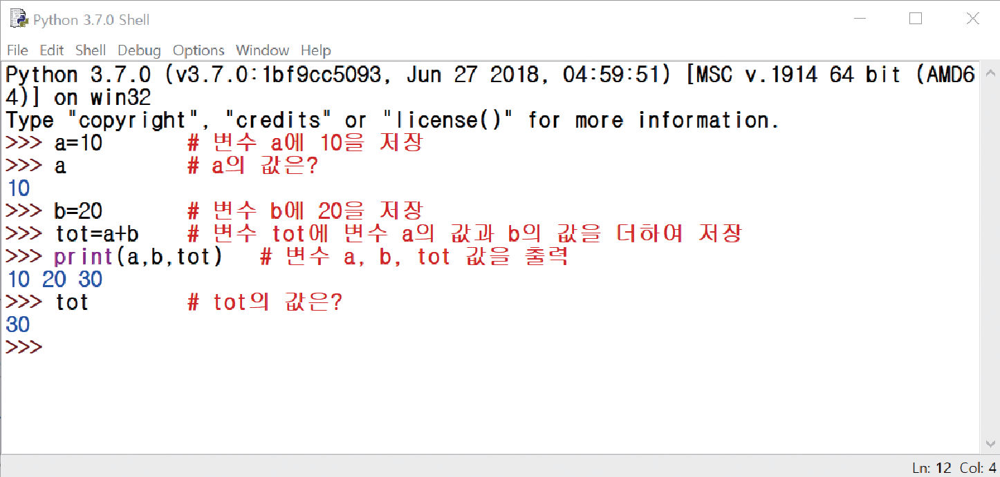 Python 3.7.0 Shell
File Edit Shell Debug Options Window Help
Python 3.7.0 (v3.7.0:1bf9cc5093, Jun 27 2018, 04:59:51) [MSC v.1914 64 bit (AMD6
4)] on win32
Type "copyright", "credits" or "license()" for more information.
>>> a=10       # 변수 a에 10을 저장
>>> a          # a의 값은?
10
>>> b=20       # 변수 b에 20을 저장
>>> tot=a+b    # 변수 tot에 변수 a의 값과 b의 값을 더하여 저장
>>> print(a,b,tot)   # 변수 a, b, tot 값을 출력
10 20 30
>>> tot        # tot의 값은?
30
>>>
Ln: 12 Col: 4